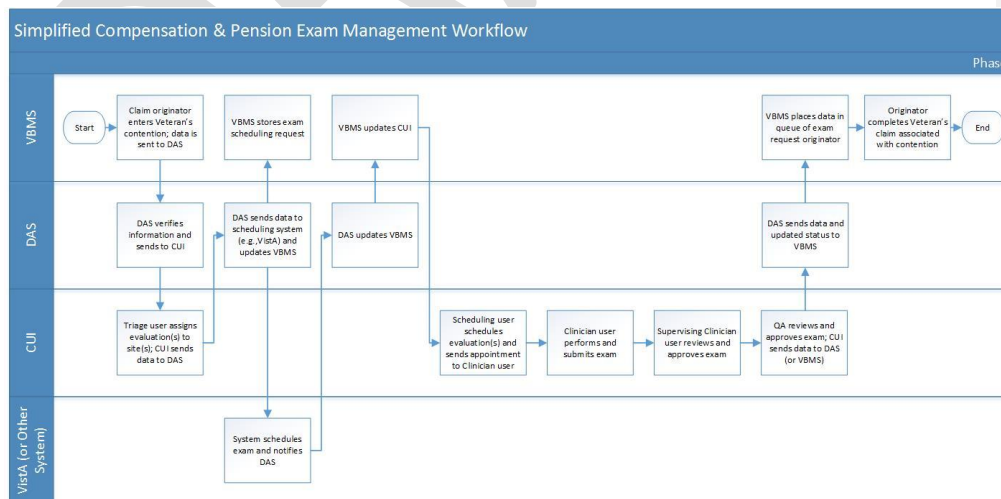 Simplified Compensation & Pension Exam Management Workflow
Phas
VBMS
Start
Claim originator
enters Veteran's
contention; data is
sent to DAS
VBMS stores exam
scheduling request
VBMS updates CUI
VBMS places data in
queue of exam
request originator
Originator
completes Veteran's
claim associated
with contention
End
DAS
DAS verifies
information and
sends to CUI
DAS sends data to
scheduling system
(e.g.,VistA) and
updates VBMS
DAS updates VBMS
DAS sends data and
updated status to
VBMS
CUI
Triage user assigns
evaluation(s) to
site(s); CUI sends
data to DAS
Scheduling user
schedules
evaluation(s) and
sends appointment
to Clinician user
Clinician user
performs and
submits exam
Supervising Clinician
user reviews and
approves exam
QA reviews and
approves exam; CUI
sends data to DAS
(or VBMS)
VistA (or Other
System)
System schedules
exam and notifies
DAS